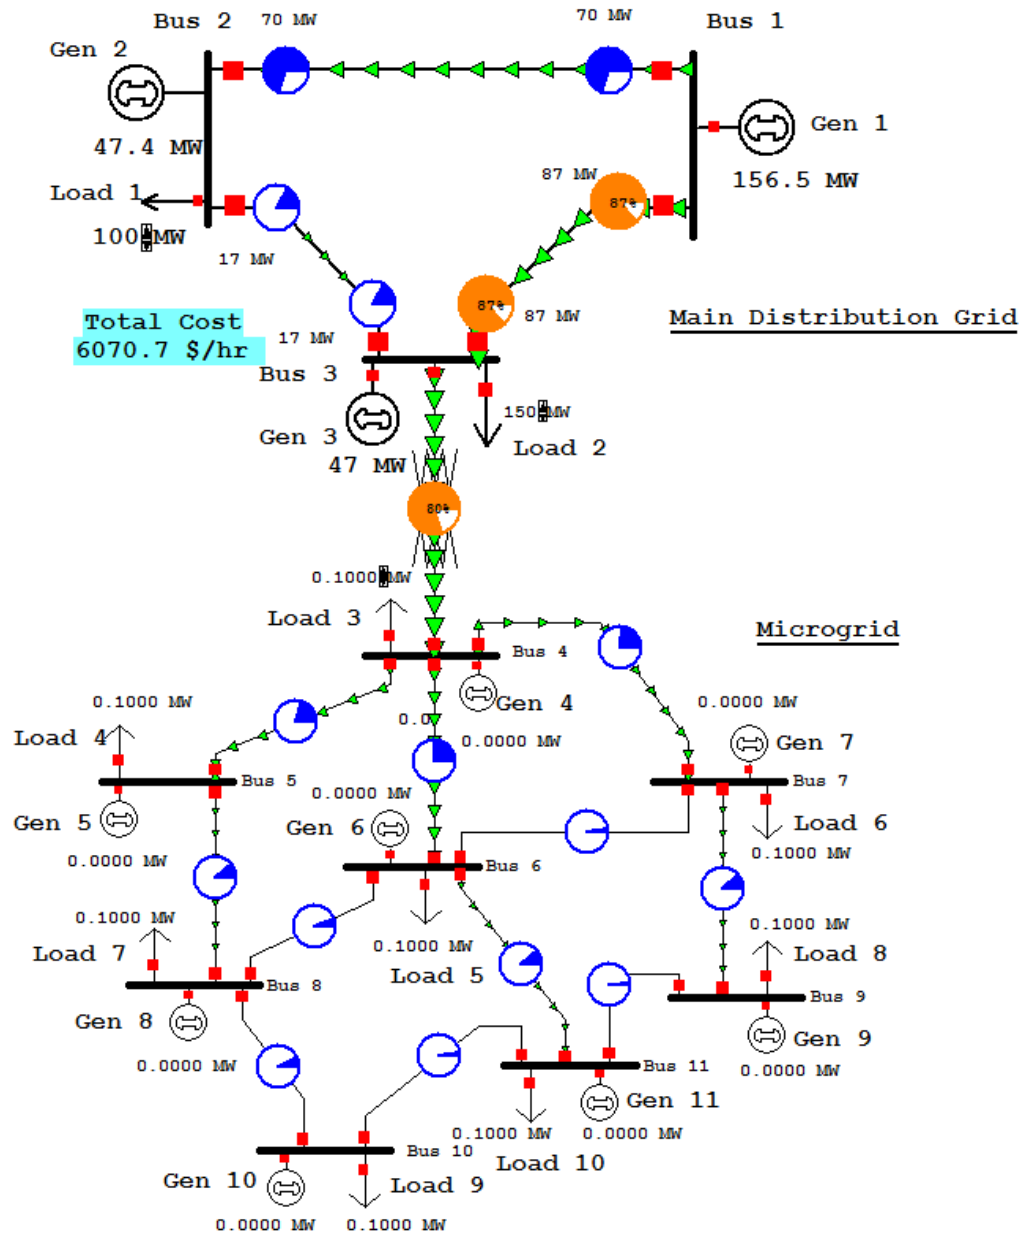 Bus 2
70 MW
70 MW
Bus 1
Gen 2
Gen 1
47.4 MW
156.5 MW
Load 1
87 MW
87%
100 MW
17 MW
Total Cost
6070.7 $/hr
87%
87 MW
Main Distribution Grid
17 MW
Bus 3
150 MW
Gen 3
Load 2
47 MW
80%
0.1000 MW
Load 3
Bus 4
Microgrid
0.1000 MW
Gen 4
0.0000 MW
0.0
0.0000 MW
Load 4
Gen 7
Bus 5
Bus 7
0.0000 MW
Gen 5
Gen 6
Load 6
0.0000 MW
Bus 6
0.1000 MW
0.1000 MW
0.1000 MW
0.1000 MW
Load 7
Load 5
Load 8
Bus 8
Bus 9
Gen 8
Gen 9
0.0000 MW
Bus 11
0.0000 MW
Gen 11
0.1000 MW
0.0000 MW
Bus 10
Load 10
Gen 10
Load 9
0.0000 MW
0.1000 MW